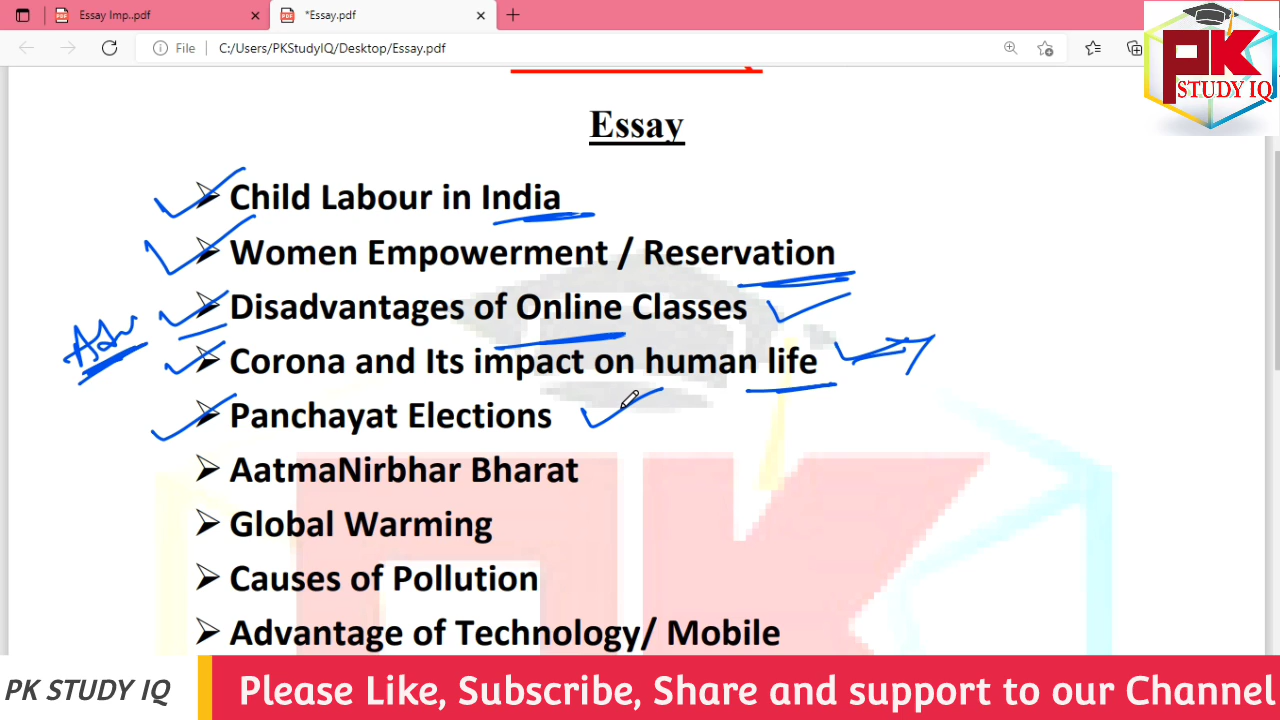 Essay Imp..pdf
*Essay.pdf
File
C:/Users/PKStudyIQ/Desktop/Essay.pdf
PK
STUDY IQ
Essay
Child Labour in India
Women Empowerment / Reservation
Disadvantages of Online Classes
Adv
Corona and Its impact on human life
Panchayat Elections
AatmaNirbhar Bharat
Global Warming
Causes of Pollution
Advantage of Technology/ Mobile
PK STUDY IQ
Please Like, Subscribe, Share and support to our Channel